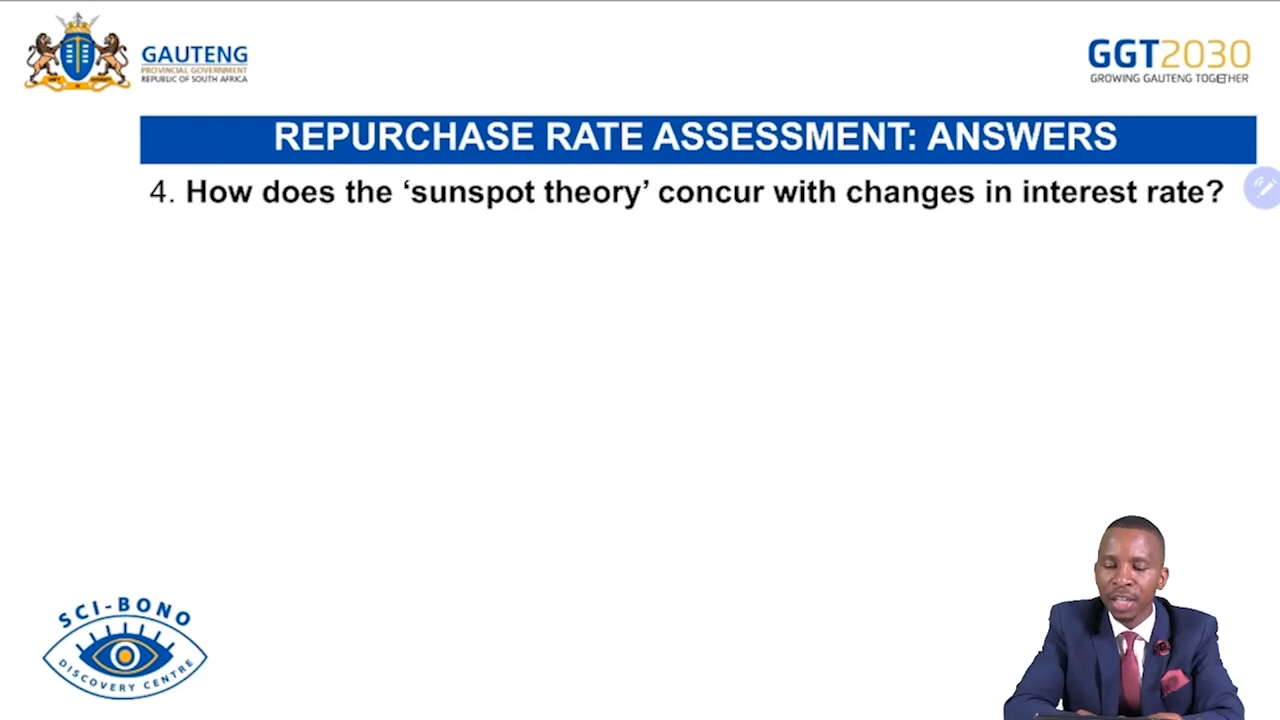 GAUTENG
PROVINCIAL GOVERNMENT
REPUBLIC OF SOUTH AFRICA
GGT2030
GROWING GAUTENG TOGETHER
REPURCHASE RATE ASSESSMENT: ANSWERS
4. How does the ‘sunspot theory’ concur with changes in interest rate?
SCI-BONO
DISCOVERY CENTRE